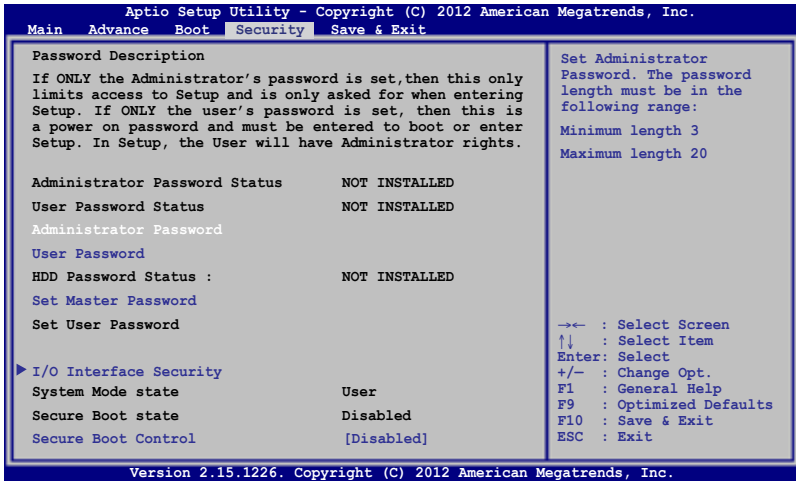 Aptio Setup Utility - Copyright (C) 2012 American Megatrends, Inc.
Main Advance Boot Security Save & Exit
Password Description
If ONLY the Administrator's password is set,then this only
limits access to Setup and is only asked for when entering
Setup. If ONLY the user's password is set, then this is
a power on password and must be entered to boot or enter
Setup. In Setup, the User will have Administrator rights.
Administrator Password Status NOT INSTALLED
User Password Status NOT INSTALLED
Administrator Password
User Password
HDD Password Status : NOT INSTALLED
Set Master Password
Set User Password
I/O Interface Security
System Mode state User
Secure Boot state Disabled
Secure Boot Control [Disabled]
Set Administrator
Password. The password
length must be in the
following range:
Minimum length 3
Maximum length 20
→← : Select Screen
↑↓ : Select Item
Enter: Select
+/— : Change Opt.
F1 : General Help
F9 : Optimized Defaults
F10 : Save & Exit
ESC : Exit
Version 2.15.1226. Copyright (C) 2012 American Megatrends, Inc.